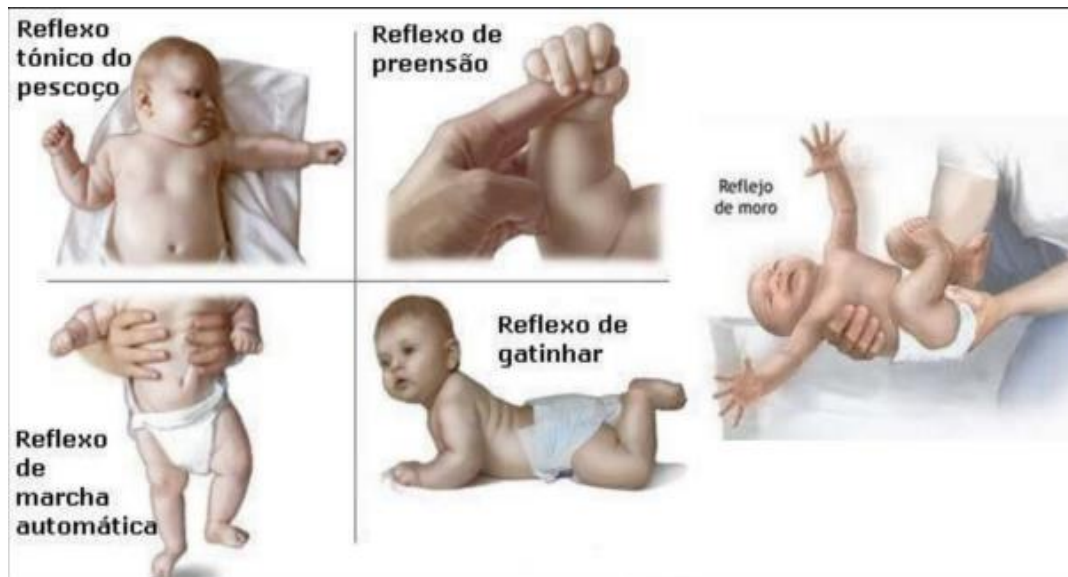 Reflexo
tónico do
pescoço
Reflexo de
preensão
Reflejo
de moro
Reflexo
de
marcha
automática
Reflexo de
gatinhar